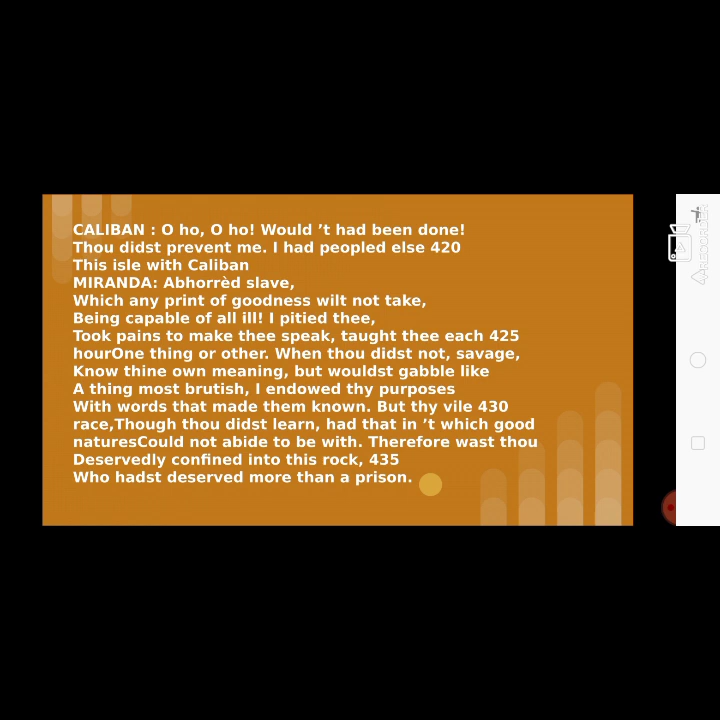 CALIBAN : O ho, O ho! Would ’t had been done!
Thou didst prevent me. I had peopled else 420
This isle with Caliban
MIRANDA: Abhorrèd slave,
Which any print of goodness wilt not take,
Being capable of all ill! I pitied thee,
Took pains to make thee speak, taught thee each 425
hourOne thing or other. When thou didst not, savage,
Know thine own meaning, but wouldst gabble like
A thing most brutish, I endowed thy purposes
With words that made them known. But thy vile 430
race,Though thou didst learn, had that in ’t which good
naturesCould not abide to be with. Therefore wast thou
Deservedly confined into this rock, 435
Who hadst deserved more than a prison.
RECORDER